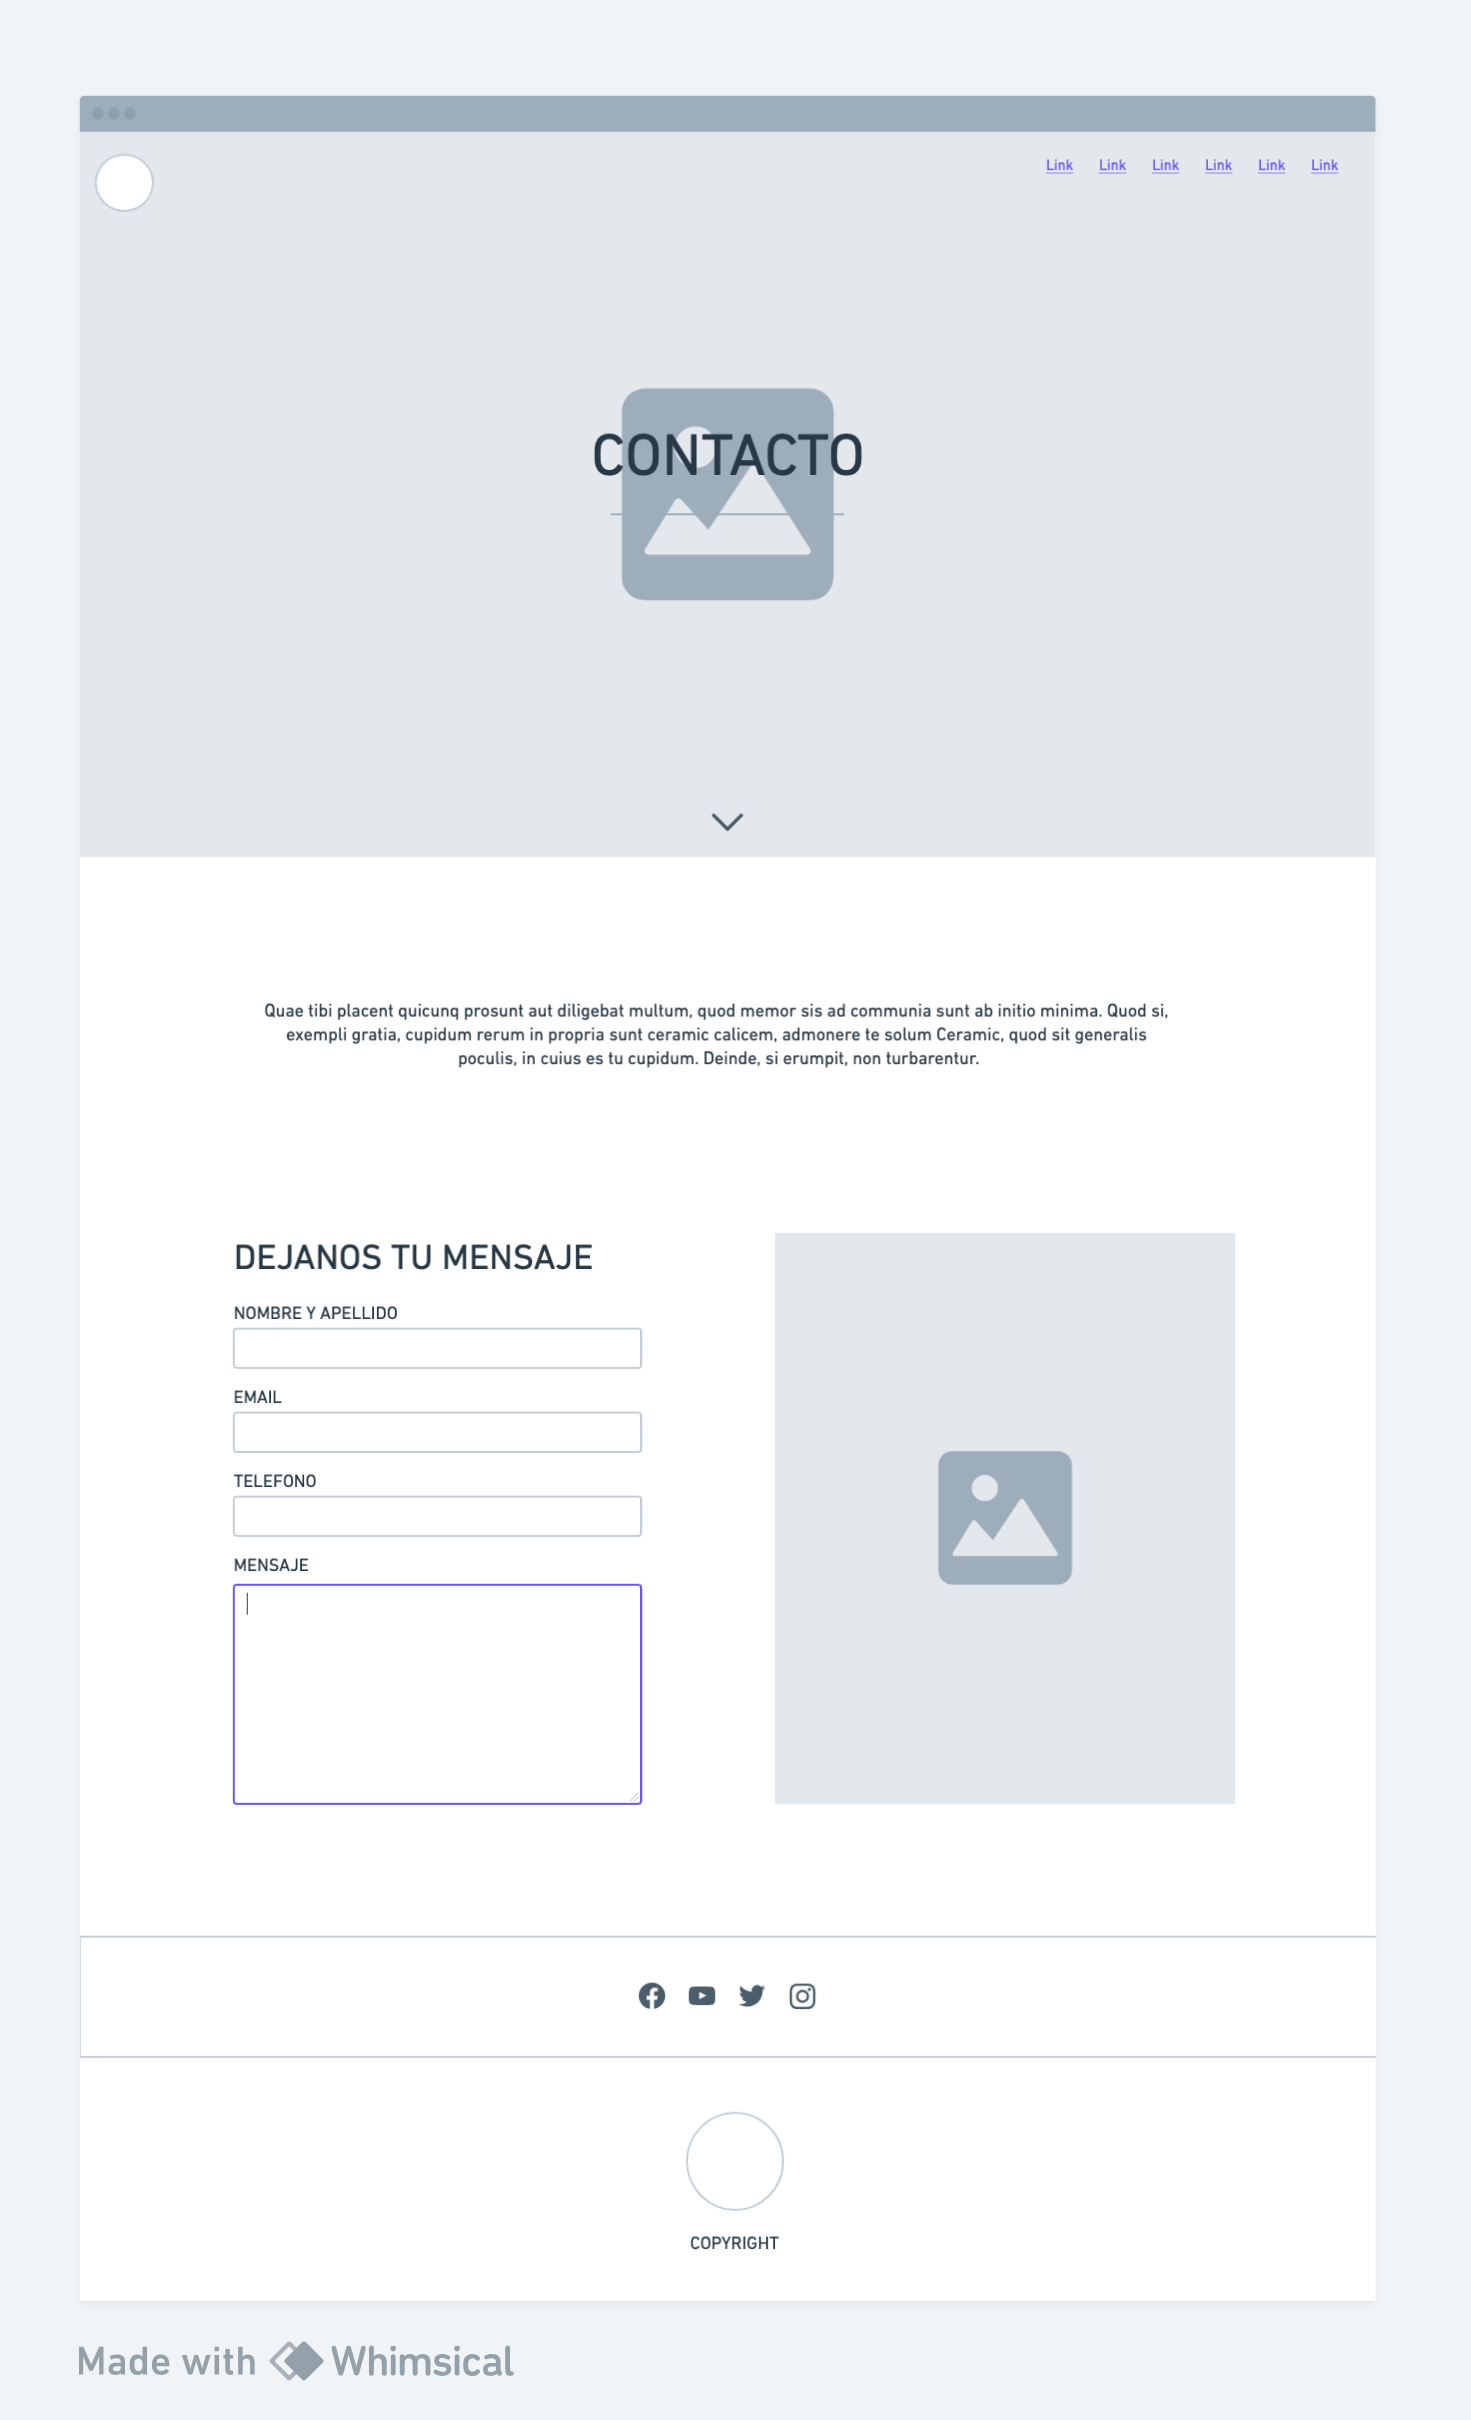 Link Link Link Link Link Link
CONTACTO
Quae tibi placent quicunq prosunt aut diligebat multum, quod memor sis ad communia sunt ab initio minima. Quod si,
exempli gratia, cupidum rerum in propria sunt ceramic calicem, admonere te solum Ceramic, quod sit generalis
poculis, in cuius es tu cupidum. Deinde, si erumpit, non turbarentur.
DEJANOS TU MENSAJE
NOMBRE Y APELLIDO
EMAIL
TELEFONO
MENSAJE
COPYRIGHT
Made with Whimsical